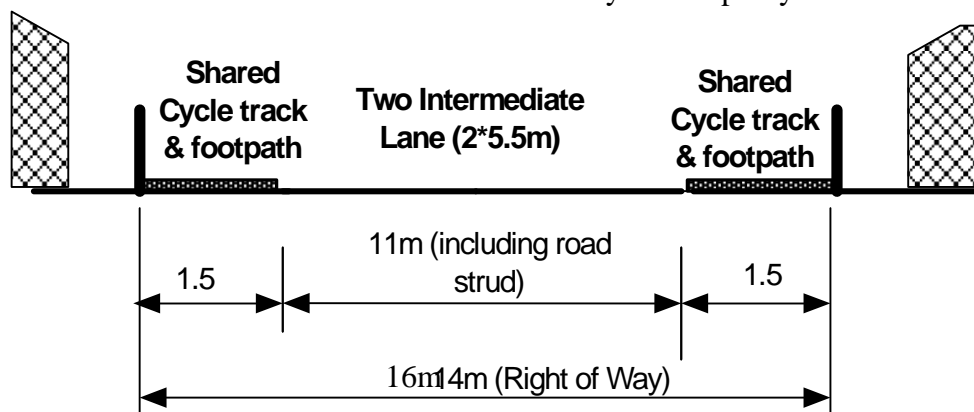 Shared
Cycle track
& footpath
Two Intermediate
Lane (2*5.5m)
Shared
Cycle track
& footpath
1.5
11m (including road
strud)
1.5
16m14m (Right of Way)